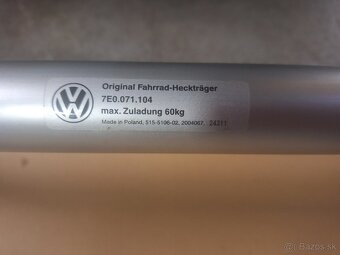 Original Fahrrad-Heckträger
7E0.071.104
max. Zuladung 60kg
Made in Poland, 515-5106-02, 2004067, 24211
© Bazos.sk